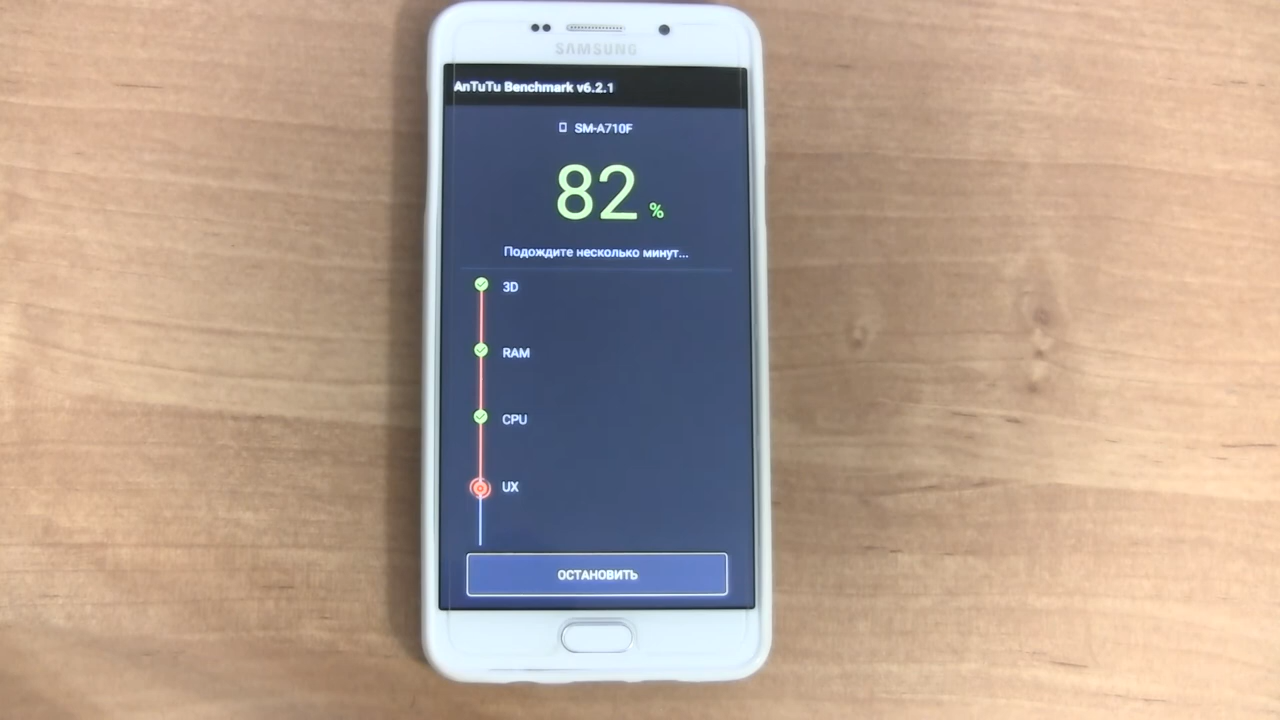 SAMSUNG
AnTuTu Benchmark v6.2.1
SM-A710F
82 %
Подождите несколько минут...
3D
RAM
CPU
UX
ОСТАНОВИТЬ